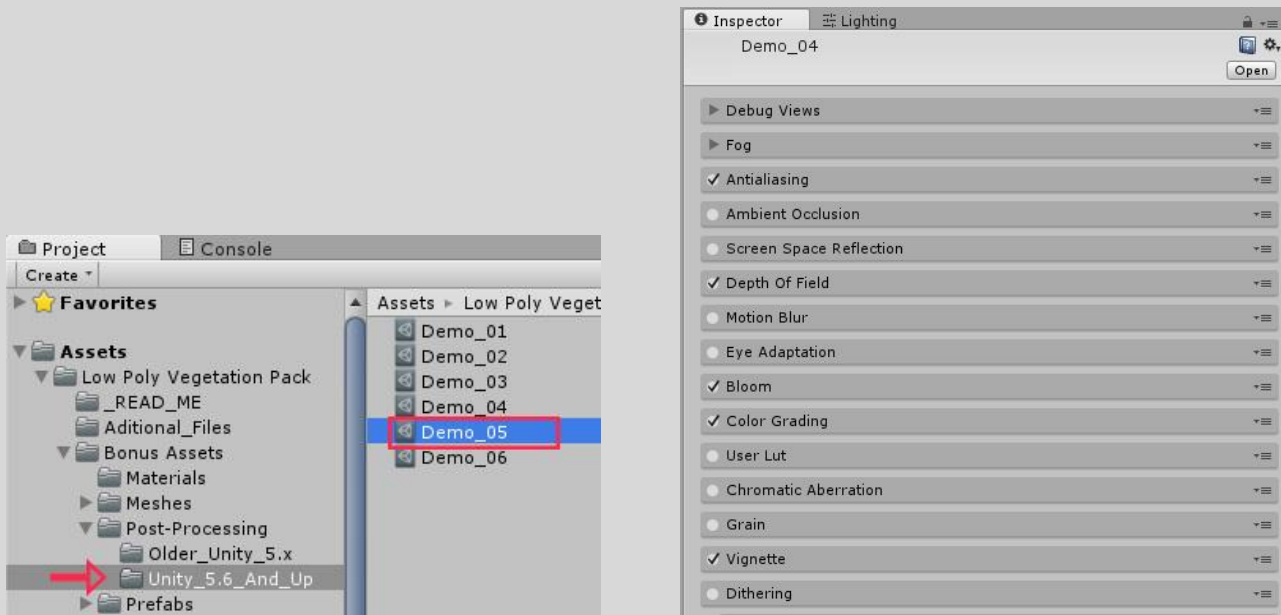 Project
Console
Create
Favorites
Assets
Low Poly Vegetation Pack
_READ_ME
Aditional_Files
Bonus Assets
Materials
Meshes
Post-Processing
Older_Unity_5.x
Unity_5.6_And_Up
Prefabs
Assets Low Poly Veget
Demo_01
Demo_02
Demo_03
Demo_04
Demo_05
Demo_06
Inspector
Lighting
Demo_04
Open
Debug Views
Fog
Antialiasing
Ambient Occlusion
Screen Space Reflection
Depth Of Field
Motion Blur
Eye Adaptation
Bloom
Color Grading
User Lut
Chromatic Aberration
Grain
Vignette
Dithering